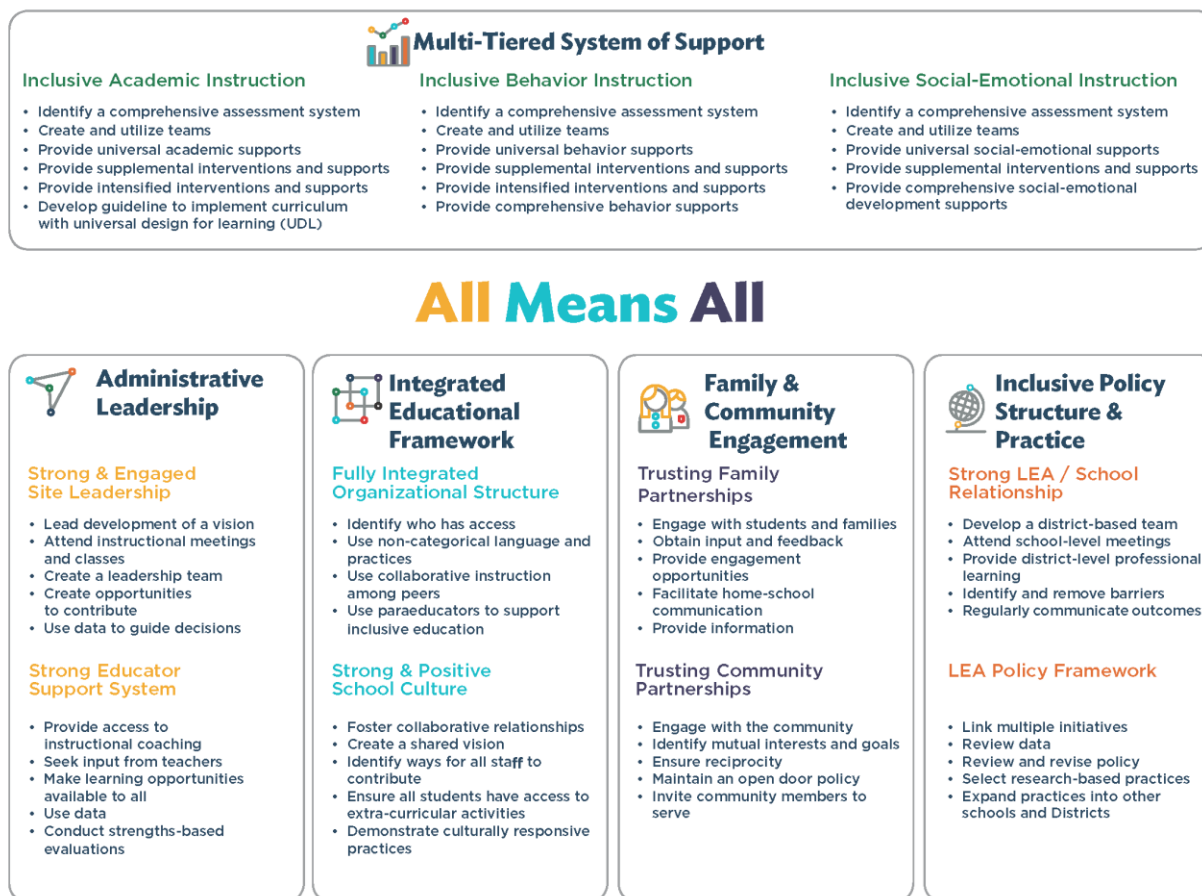 Multi-Tiered System of Support
Inclusive Academic Instruction
• Identify a comprehensive assessment system
• Create and utilize teams
• Provide universal academic supports
• Provide supplemental interventions and supports
• Provide intensified interventions and supports
• Develop guideline to implement curriculum
with universal design for learning (UDL)
Inclusive Behavior Instruction
• Identify a comprehensive assessment system
• Create and utilize teams
• Provide universal behavior supports
• Provide supplemental interventions and supports
• Provide intensified interventions and supports
• Provide comprehensive behavior supports
Inclusive Social-Emotional Instruction
• Identify a comprehensive assessment system
• Create and utilize teams
• Provide universal social-emotional supports
• Provide supplemental interventions and supports
• Provide comprehensive social-emotional
development supports
All Means All
Administrative
Leadership
Strong & Engaged
Site Leadership
• Lead development of a vision
• Attend instructional meetings
and classes
• Create a leadership team
• Create opportunities
to contribute
• Use data to guide decisions
Strong Educator
Support System
• Provide access to
instructional coaching
• Seek input from teachers
• Make learning opportunities
available to all
• Use data
• Conduct strengths-based
evaluations
Integrated
Educational
Framework
Fully Integrated
Organizational Structure
• Identify who has access
• Use non-categorical language and
practices
• Use collaborative instruction
among peers
• Use paraeducators to support
inclusive education
Strong & Positive
School Culture
• Foster collaborative relationships
• Create a shared vision
• Identify ways for all staff to
contribute
• Ensure all students have access to
extra-curricular activities
• Demonstrate culturally responsive
practices
Family &
Community
Engagement
Trusting Family
Partnerships
• Engage with students and families
• Obtain input and feedback
• Provide engagement
opportunities
• Facilitate home-school
communication
• Provide information
Trusting Community
Partnerships
• Engage with the community
• Identify mutual interests and goals
• Ensure reciprocity
• Maintain an open door policy
• Invite community members to
serve
Inclusive Policy
Structure &
Practice
Strong LEA / School
Relationship
• Develop a district-based team
• Attend school-level meetings
• Provide district-level professional
learning
• Identify and remove barriers
• Regularly communicate outcomes
LEA Policy Framework
• Link multiple initiatives
• Review data
• Review and revise policy
• Select research-based practices
• Expand practices into other
schools and Districts